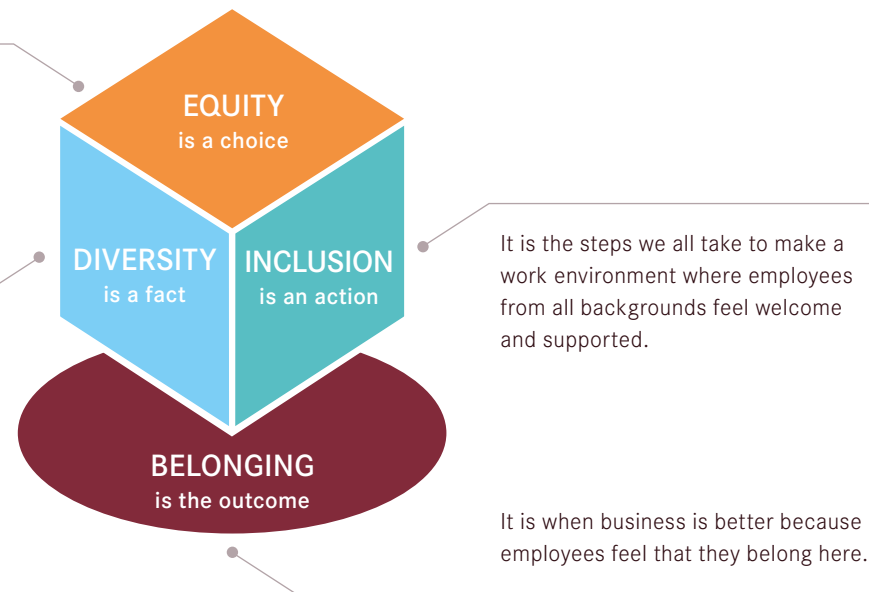 EQUITY
is a choice
DIVERSITY
is a fact
INCLUSION
is an action
It is the steps we all take to make a
work environment where employees
from all backgrounds feel welcome
and supported.
BELONGING
is the outcome
It is when business is better because
employees feel that they belong here.